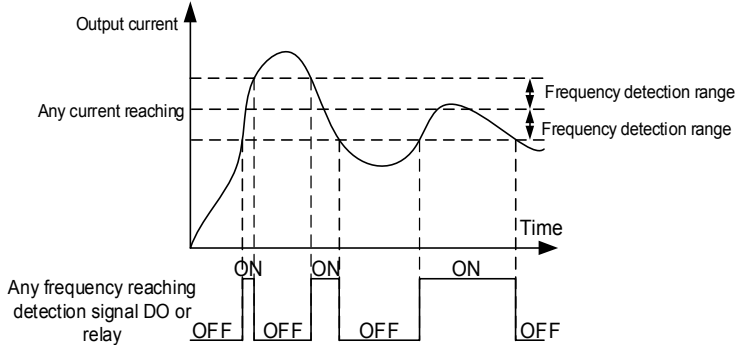 Output current
Frequency detection range
Any current reaching
Frequency detection range
Time
ON ON ON
Any frequency reaching
detection signal DO or
relay
OFF OFF OFF OFF